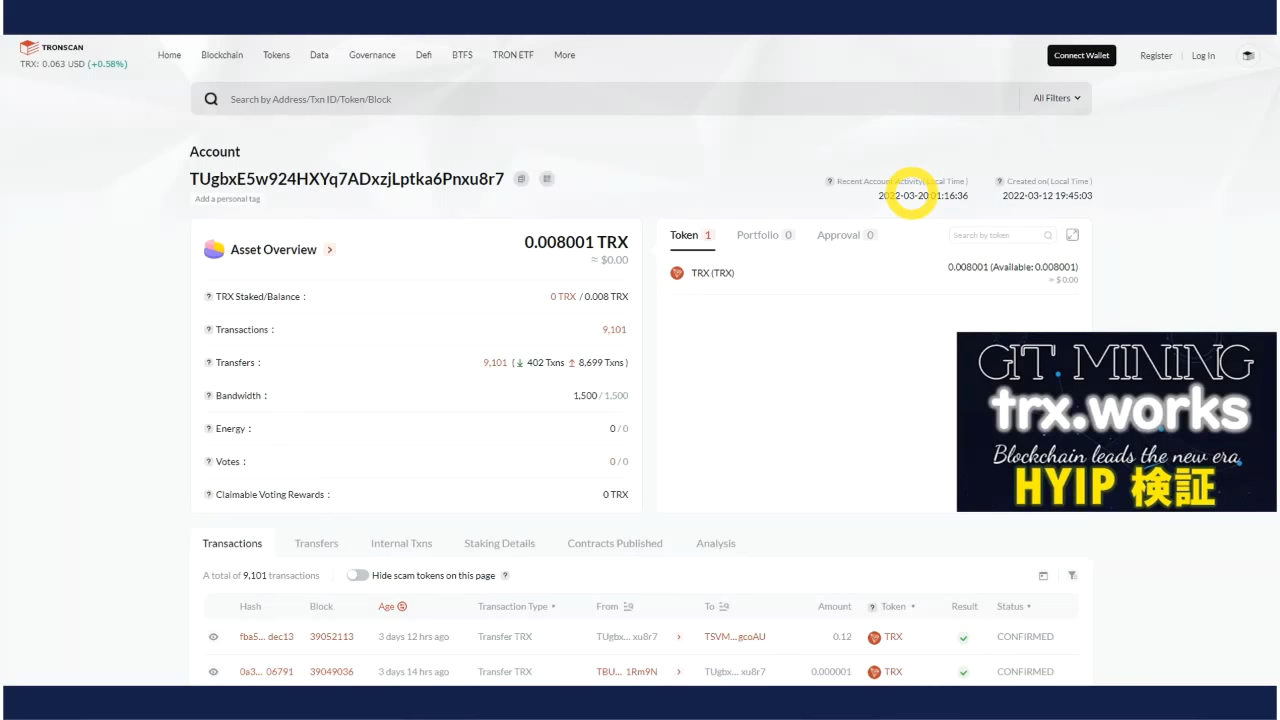 TRONSCAN
TRX: 0.063 USD (+0.58%)
Home Blockchain Tokens Data Governance Defi BTFS TRON ETF More
Connect Wallet Register Log In
Search by Address/Txn ID/Token/Block All Filters
Account
TUgbxE5w924HXYq7ADxzjLptka6Pnxu8r7
Add a personal tag
? Recent Account Activity( Local Time )
2022-03-20 01:16:36
? Created on( Local Time )
2022-03-12 19:45:03
Asset Overview >
0.008001 TRX
≈ $0.00
? TRX Staked/Balance : 0 TRX / 0.008 TRX
? Transactions : 9,101
? Transfers : 9,101 ( ↓ 402 Txns ↑ 8,699 Txns )
? Bandwidth : 1,500 / 1,500
? Energy : 0 / 0
? Votes : 0 / 0
? Claimable Voting Rewards : 0 TRX
Token 1 Portfolio 0 Approval 0
Search by token
TRX (TRX) 0.008001 (Available: 0.008001)
≈ $ 0.00
GIT MINING
trx.works
Blockchain leads the new era.
HYIP 検証
Transactions Transfers Internal Txns Staking Details Contracts Published Analysis
A total of 9,101 transactions Hide scam tokens on this page ?
Hash Block Age Transaction Type From To Amount ? Token Result Status
fba5... dec13 39052113 3 days 12 hrs ago Transfer TRX TUgbx... xu8r7 > TSVM...gcoAU 0.12 TRX CONFIRMED
0a3... 06791 39049036 3 days 14 hrs ago Transfer TRX TBU... 1Rm9N > TUgbx... xu8r7 0.000001 TRX CONFIRMED